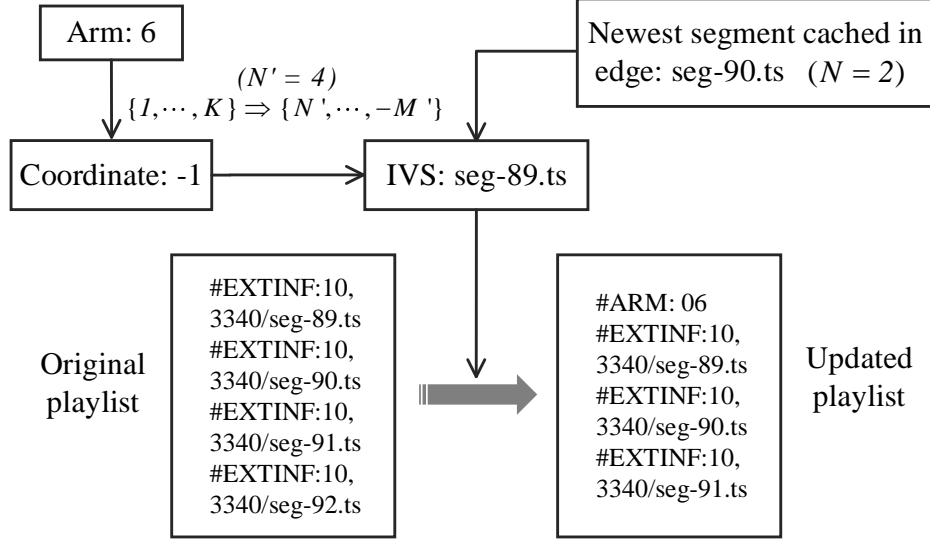 Arm: 6
Newest segment cached in
edge: seg-90.ts (N = 2)
(N' = 4)
{1,⋯,K} ⇒ {N',⋯,−M'}
Coordinate: -1
IVS: seg-89.ts
Original
playlist
#EXTINF:10,
3340/seg-89.ts
#EXTINF:10,
3340/seg-90.ts
#EXTINF:10,
3340/seg-91.ts
#EXTINF:10,
3340/seg-92.ts
#ARM: 06
#EXTINF:10,
3340/seg-89.ts
#EXTINF:10,
3340/seg-90.ts
#EXTINF:10,
3340/seg-91.ts
Updated
playlist